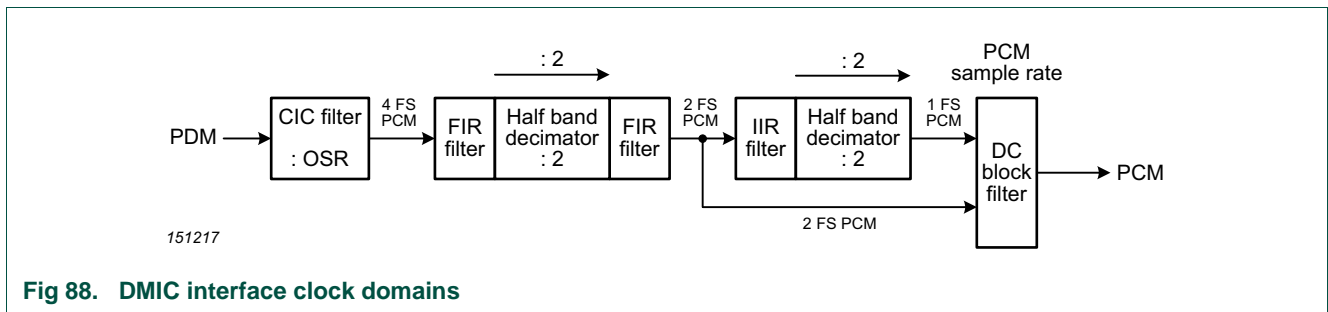 : 2
: 2
PCM
sample rate
PDM
CIC filter
: OSR
4 FS
PCM
FIR
filter
Half band
decimator
: 2
FIR
filter
2 FS
PCM
IIR
filter
Half band
decimator
: 2
1 FS
PCM
DC
block
filter
PCM
2 FS PCM
151217
Fig 88. DMIC interface clock domains